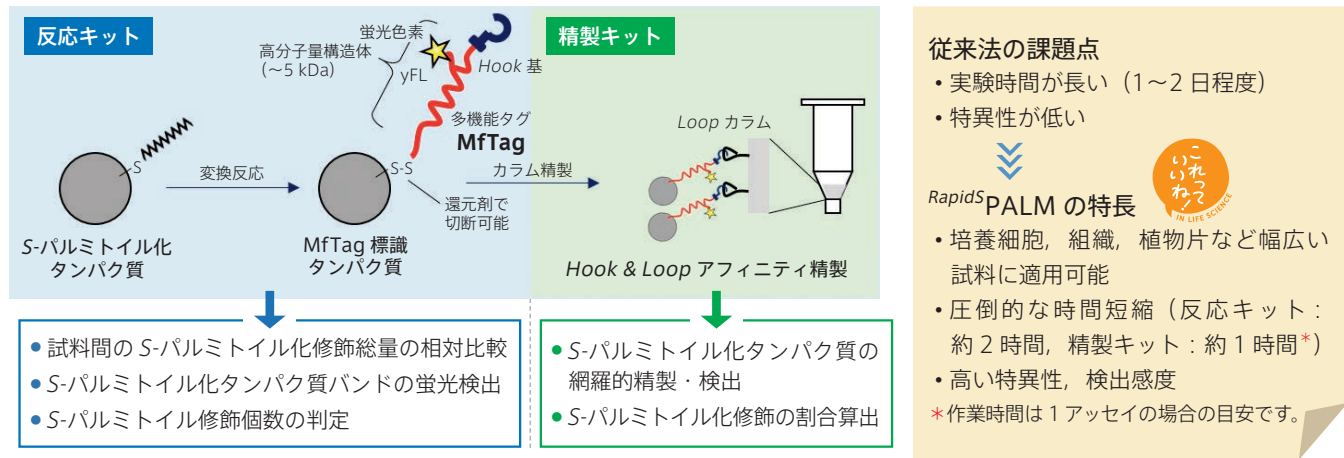 反応キット
蛍光色素
高分子量構造体
(～5 kDa)
yFL
Hook 基
多機能タグ
MfTag
S
変換反応
S-S
還元剤で
切断可能
S-パルミトイル化
タンパク質
MfTag 標識
タンパク質
精製キット
Loop カラム
カラム精製
Hook & Loop アフィニティ精製
● 試料間の S-パルミトイル化修飾総量の相対比較
● S-パルミトイル化タンパク質バンドの蛍光検出
● S-パルミトイル修飾個数の判定
● S-パルミトイル化タンパク質の
網羅的精製・検出
● S-パルミトイル化修飾の割合算出
従来法の課題点
・実験時間が長い（1～2 日程度）
・特異性が低い
これって
いいね!
IN LIFE SCIENCE
RapidS PALM の特長
・培養細胞，組織，植物片など幅広い
試料に適用可能
・圧倒的な時間短縮（反応キット：
約 2 時間，精製キット：約 1 時間*）
・高い特異性，検出感度
*作業時間は 1 アッセイの場合の目安です。